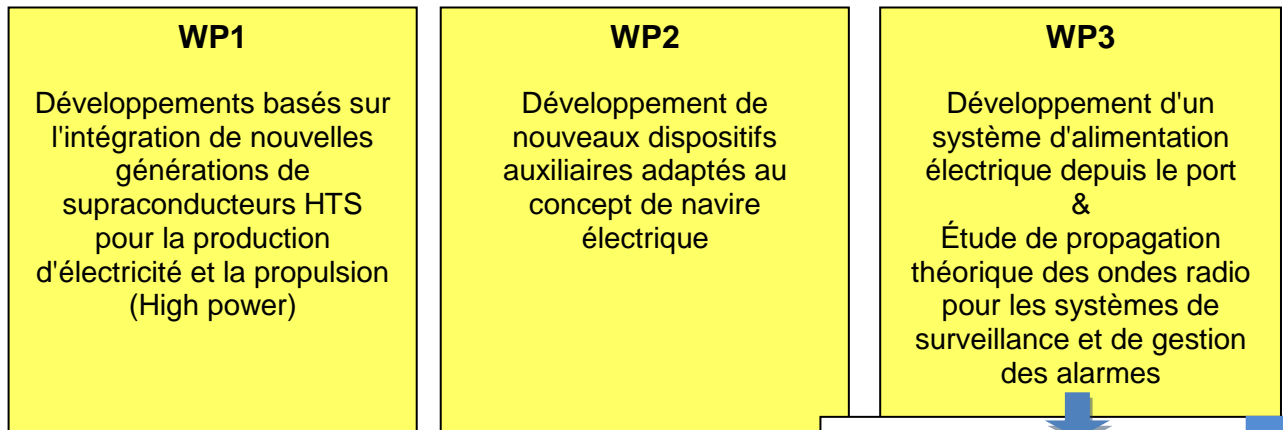 WP1
Développements basés sur
l'intégration de nouvelles
générations de
supraconducteurs HTS
pour la production
d'électricité et la propulsion
(High power)
WP2
Développement de
nouveaux dispositifs
auxiliaires adaptés au
concept de navire
électrique
WP3
Développement d'un
système d'alimentation
électrique depuis le port
&
Étude de propagation
théorique des ondes radio
pour les systèmes de
surveillance et de gestion
des alarmes